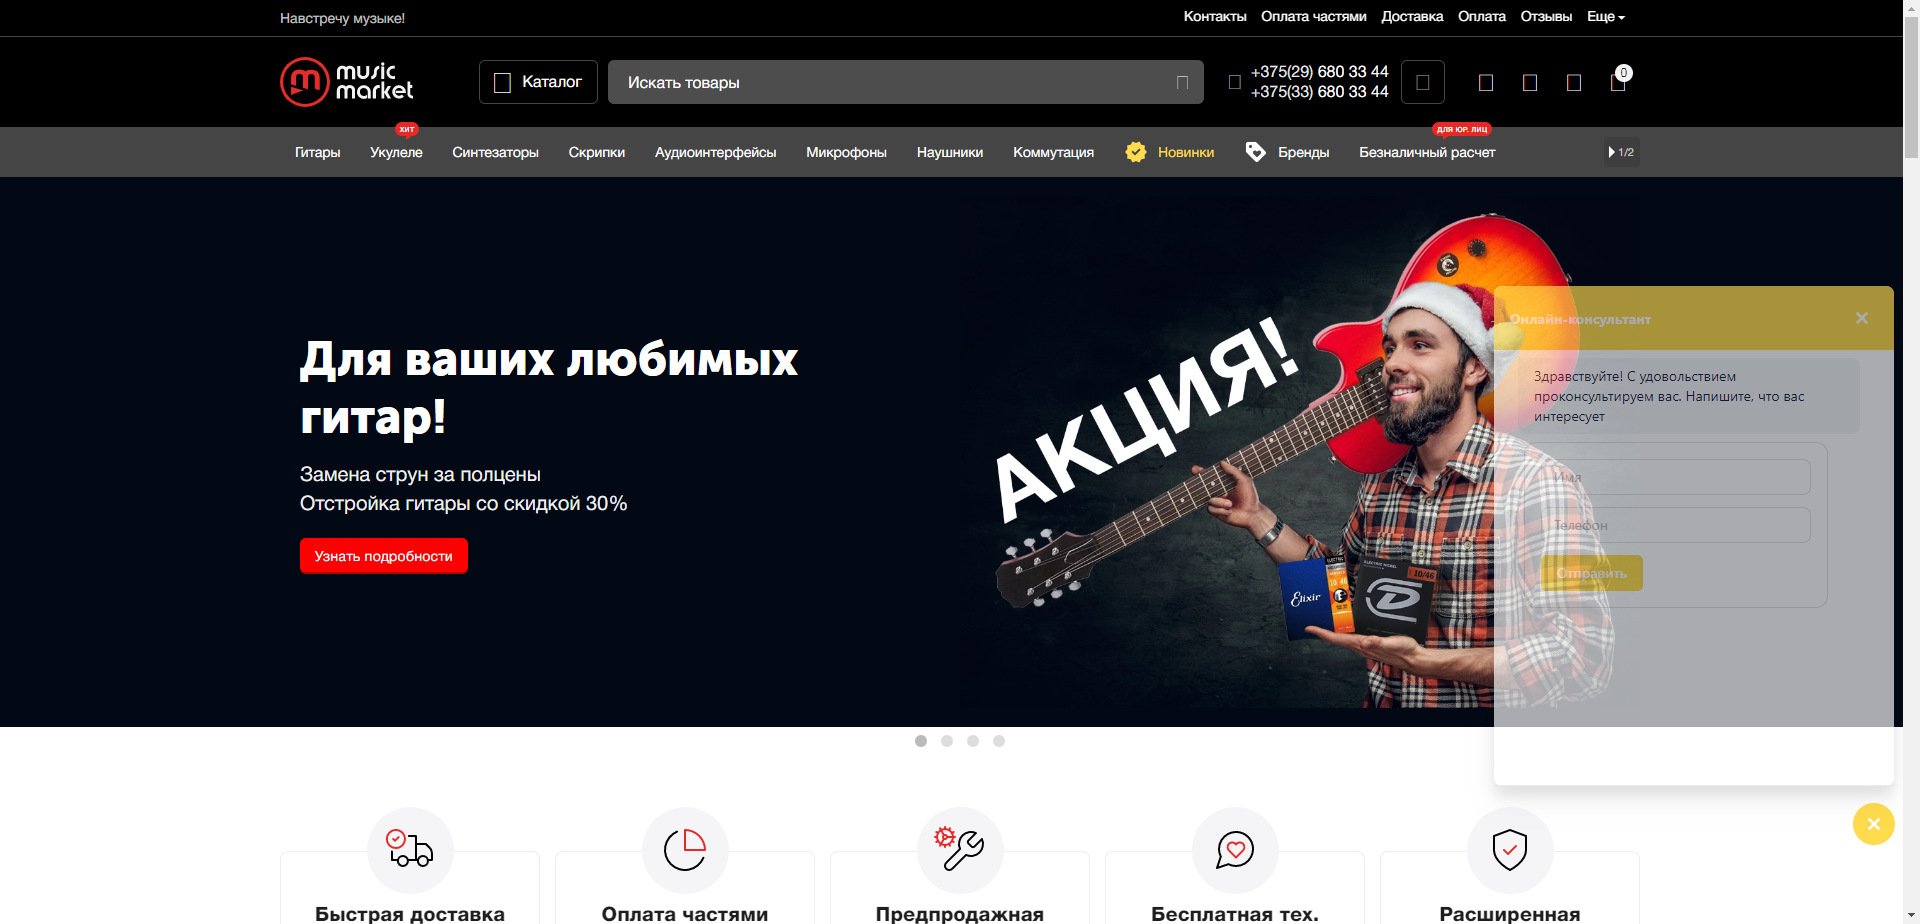 Навстречу музыке!
Контакты Оплата частями Доставка Оплата Отзывы Еще
music market
Каталог
Искать товары
+375(29) 680 33 44
+375(33) 680 33 44
0
ХИТ
ДЛЯ ЮР. ЛИЦ
Гитары Укулеле Синтезаторы Скрипки Аудиоинтерфейсы Микрофоны Наушники Коммутация Новинки Бренды Безналичный расчет
1/2
Для ваших любимых
гитар!
Замена струн за полцены
Отстройка гитары со скидкой 30%
Узнать подробности
АКЦИЯ!
Elixir
10/46
Онлайн-консультант
Здравствуйте! С удовольствием
проконсультируем вас. Напишите, что вас
интересует
Имя
Телефон
Отправить
Быстрая доставка
Оплата частями
Предпродажная
Бесплатная тех.
Расширенная